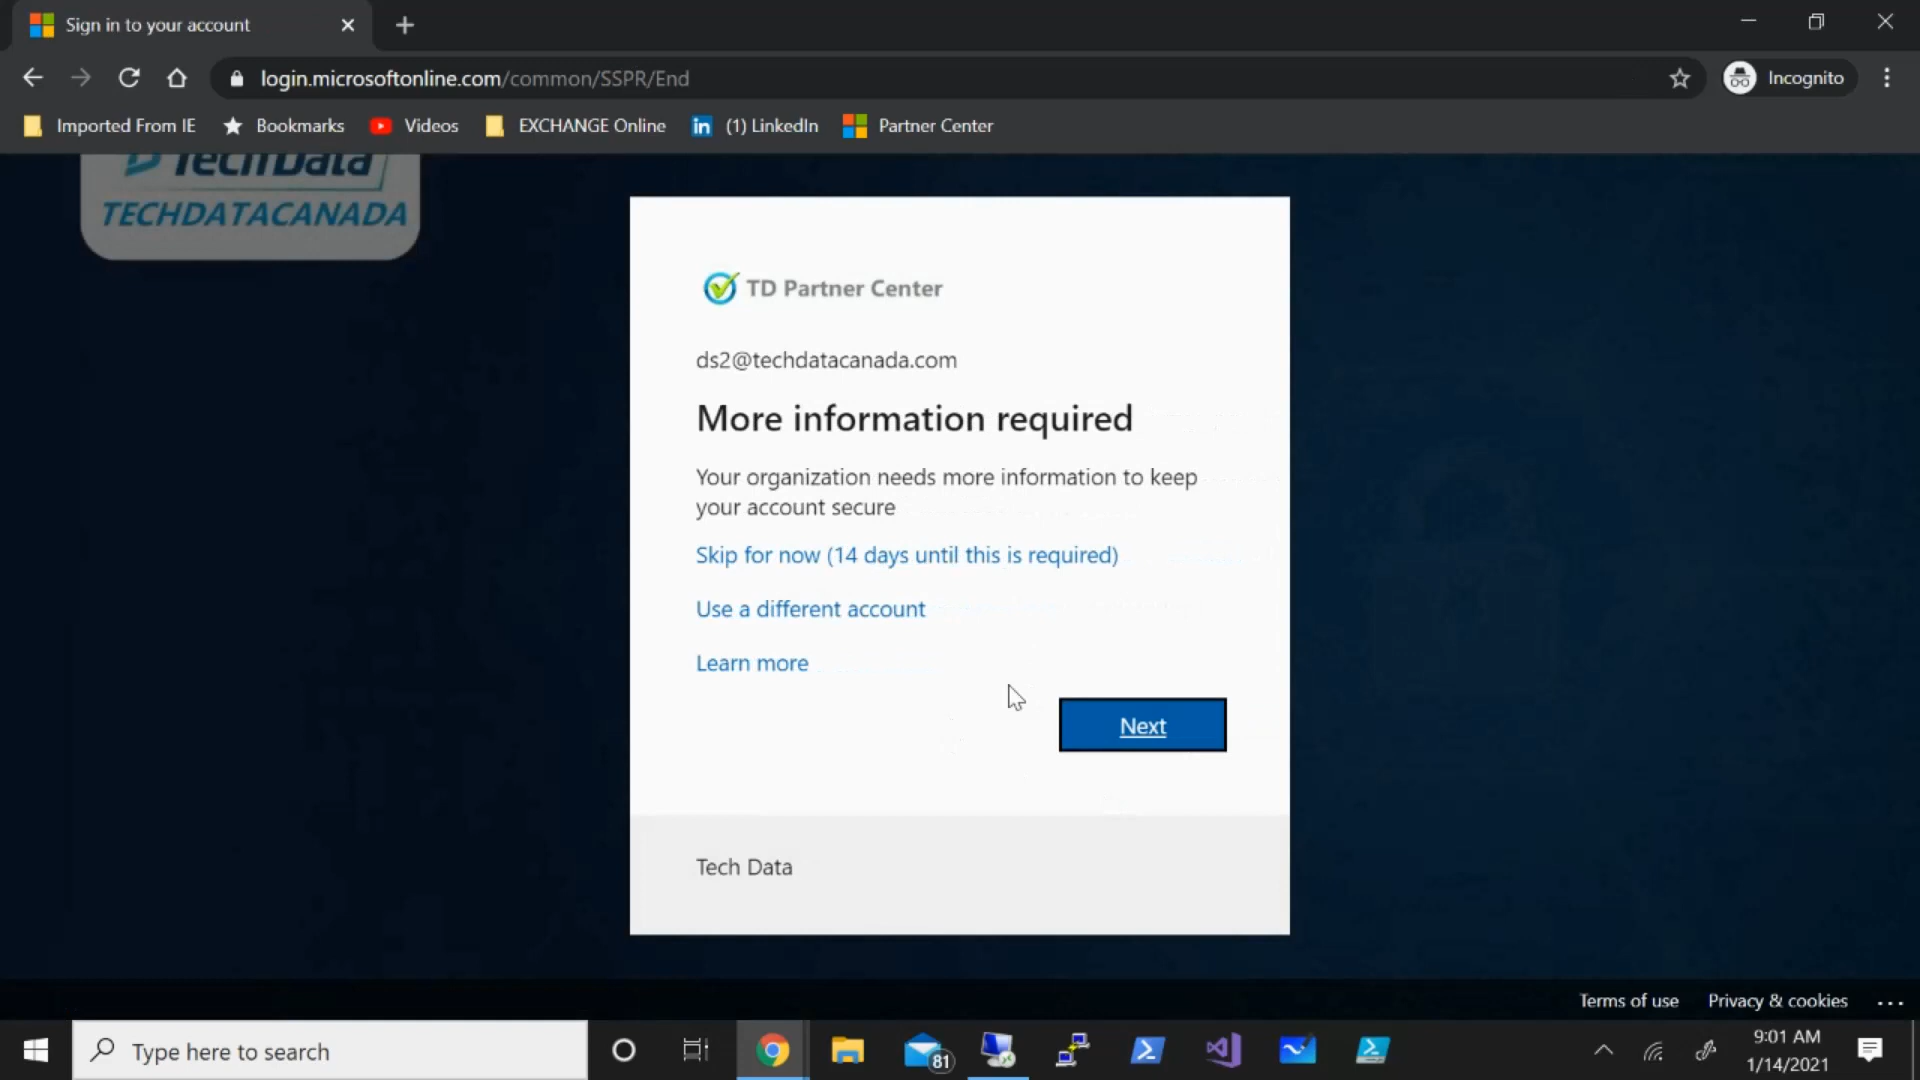 Sign in to your account
login.microsoftonline.com/common/SSPR/End
Incognito
Imported From IE
Bookmarks
Videos
EXCHANGE Online
(1) LinkedIn
Partner Center
TechData
TECHDATACANADA
TD Partner Center
ds2@techdatacanada.com
More information required
Your organization needs more information to keep
your account secure
Skip for now (14 days until this is required)
Use a different account
Learn more
Next
Tech Data
Terms of use
Privacy & cookies
...
Type here to search
81
9:01 AM
1/14/2021